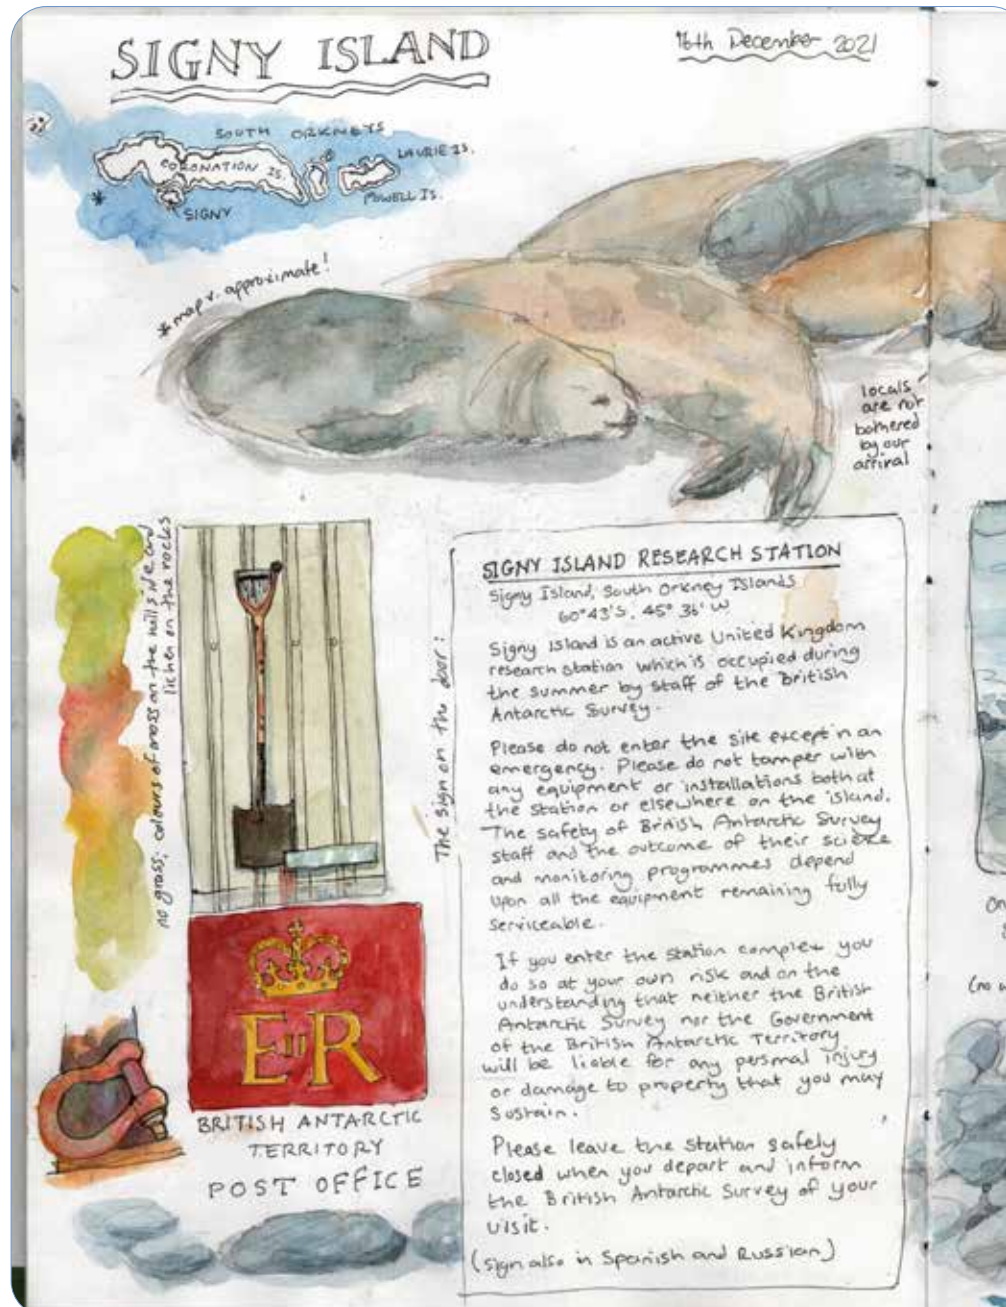 SIGNY ISLAND
16th December 2021
SOUTH ORKNEYS
CORONATION IS.
LAURIE IS.
POWELL IS.
*
SIGNY
* map v. approximate!
locals
are not
bothered
by our
arrival
no grass, colours of moss on the hillside and
lichen on the rocks
The sign on the door:
SIGNY ISLAND RESEARCH STATION
Signy Island, South Orkney Islands
60°43'S, 45° 36' W
Signy Island is an active United Kingdom
research station which is occupied during
the summer by staff of the British
Antarctic Survey.
Please do not enter the site except in an
emergency. Please do not tamper with
any equipment or installations both at
the station or elsewhere on the island.
The safety of British Antarctic Survey
staff and the outcome of their science
and monitoring programmes depend
upon all the equipment remaining fully
serviceable.
If you enter the station complex you
do so at your own risk and on the
understanding that neither the British
Antarctic Survey nor the Government
of the British Antarctic Territory
will be liable for any personal injury
or damage to property that you may
sustain.
Please leave the station safely
closed when you depart and inform
the British Antarctic Survey of your
visit.
(sign also in Spanish and Russian)
EIIR
BRITISH ANTARCTIC
TERRITORY
POST OFFICE
On
(no